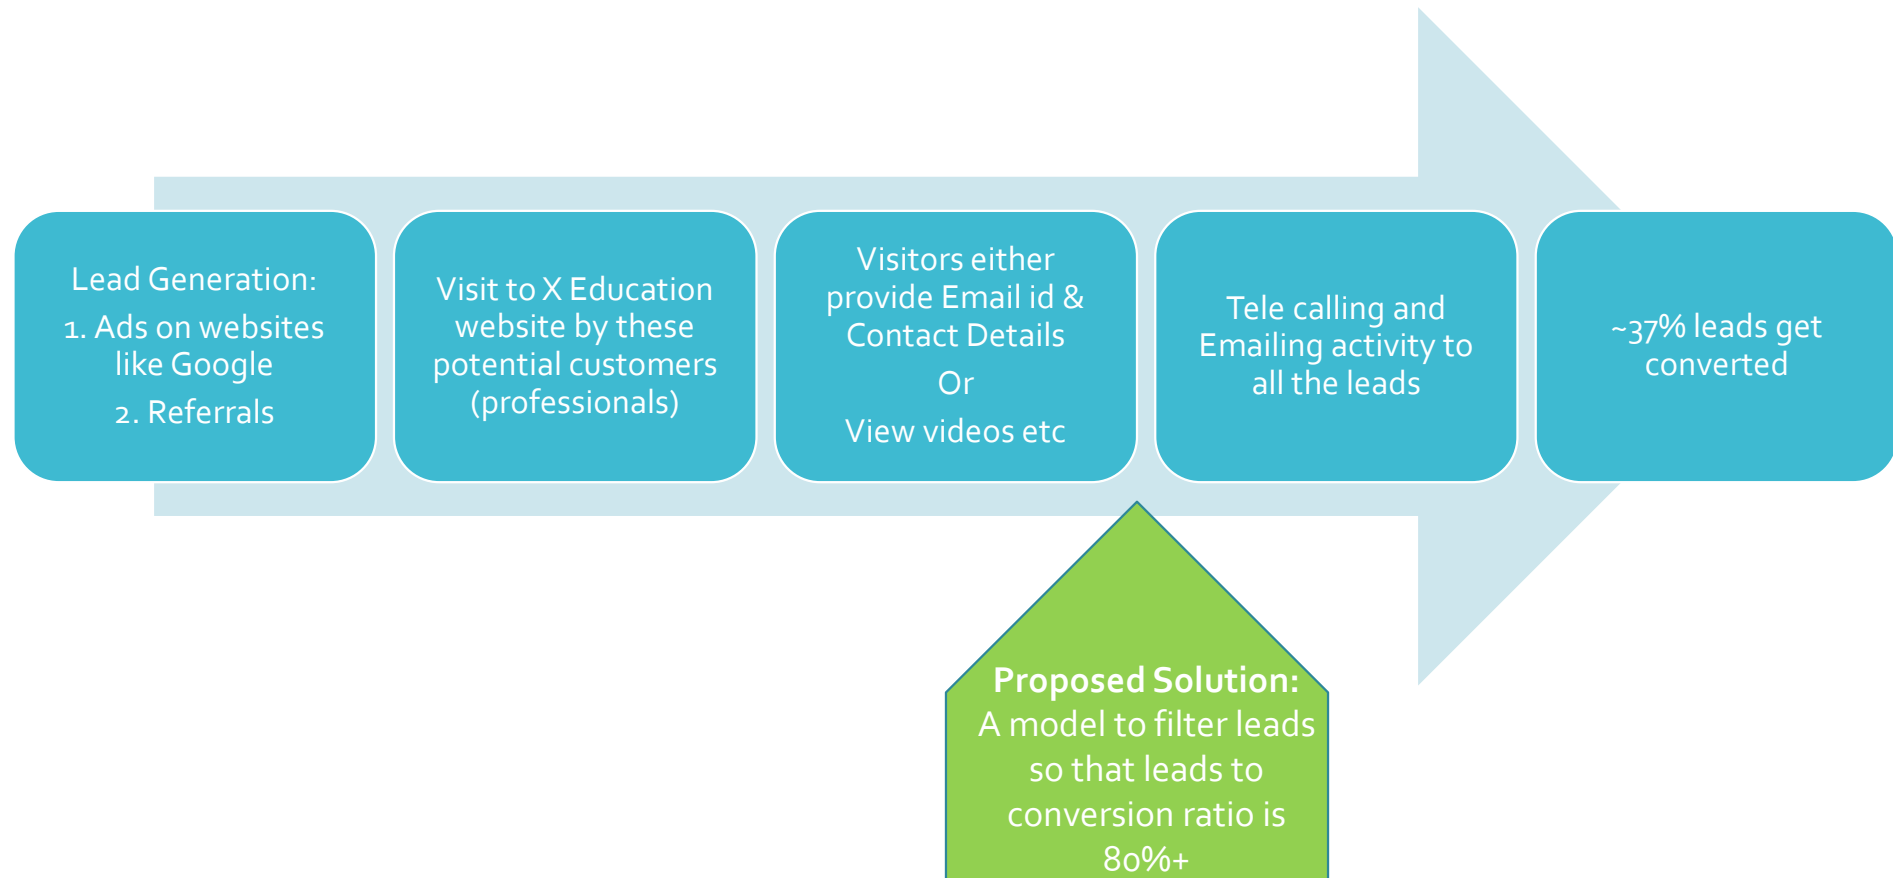 Lead Generation:
1. Ads on websites
like Google
2. Referrals
Visit to X Education
website by these
potential customers
(professionals)
Visitors either
provide Email id &
Contact Details
Or
View videos etc
Tele calling and
Emailing activity to
all the leads
~37% leads get
converted
Proposed Solution:
A model to filter leads
so that leads to
conversion ratio is
80%+